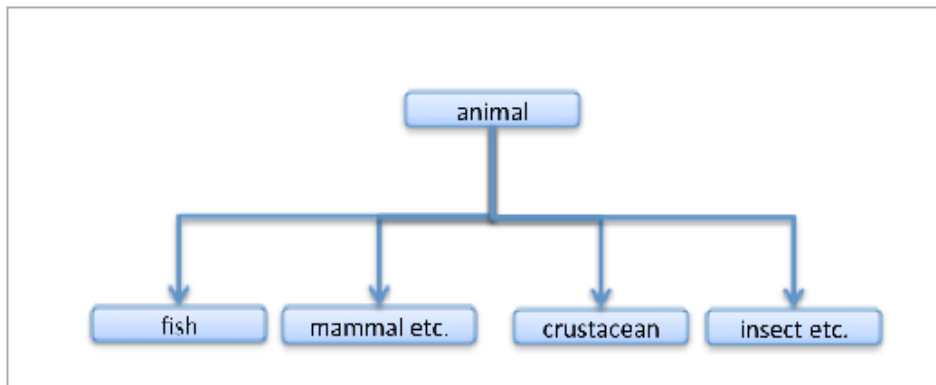 animal
fish
mammal etc.
crustacean
insect etc.